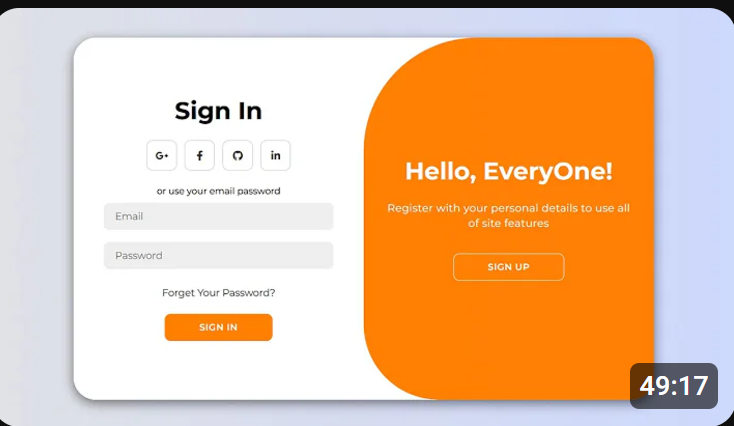 Sign In
G+ f in
or use your email password
Email
Password
Forget Your Password?
SIGN IN
Hello, EveryOne!
Register with your personal details to use all
of site features
SIGN UP
49:17